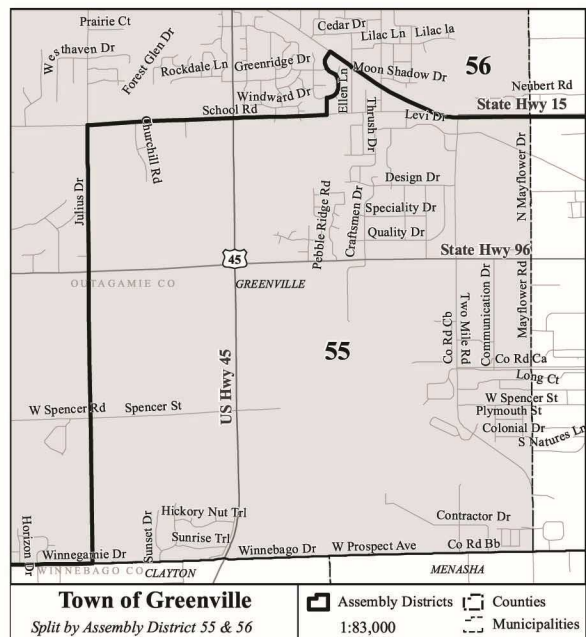 Prairie Ct
Cedar Dr
Lilac Ln
Lilac la
Westhaven Dr
Forest Glen Dr
Rockdale Ln
Greenridge Dr
Moon Shadow Dr
56
Neubert Rd
Windward Dr
Ellen Ln
School Rd
State Hwy 15
Levi Dr
Churchill Rd
Thrush Dr
Julius Dr
Design Dr
N Mayflower Dr
Pebble Ridge Rd
Craftsmen Dr
Speciality Dr
Quality Dr
State Hwy 96
45
OUTAGAMIE CO
GREENVILLE
Co Rd Cb
Two Mile Rd
Communication Dr
Mayflower Rd
55
US Hwy 45
Co Rd Ca
Long Ct
W Spencer Rd
Spencer St
W Spencer St
Plymouth St
Colonial Dr
S Natures Ln
Hickory Nut Trl
Contractor Dr
Horizon Dr
Sunset Dr
Sunrise Trl
Winnegamie Dr
Winnebago Dr
W Prospect Ave
Co Rd Bb
WINNEBAGO CO
CLAYTON
MENASHA
Town of Greenville
Split by Assembly District 55 & 56
Assembly Districts
Counties
1:83,000
Municipalities